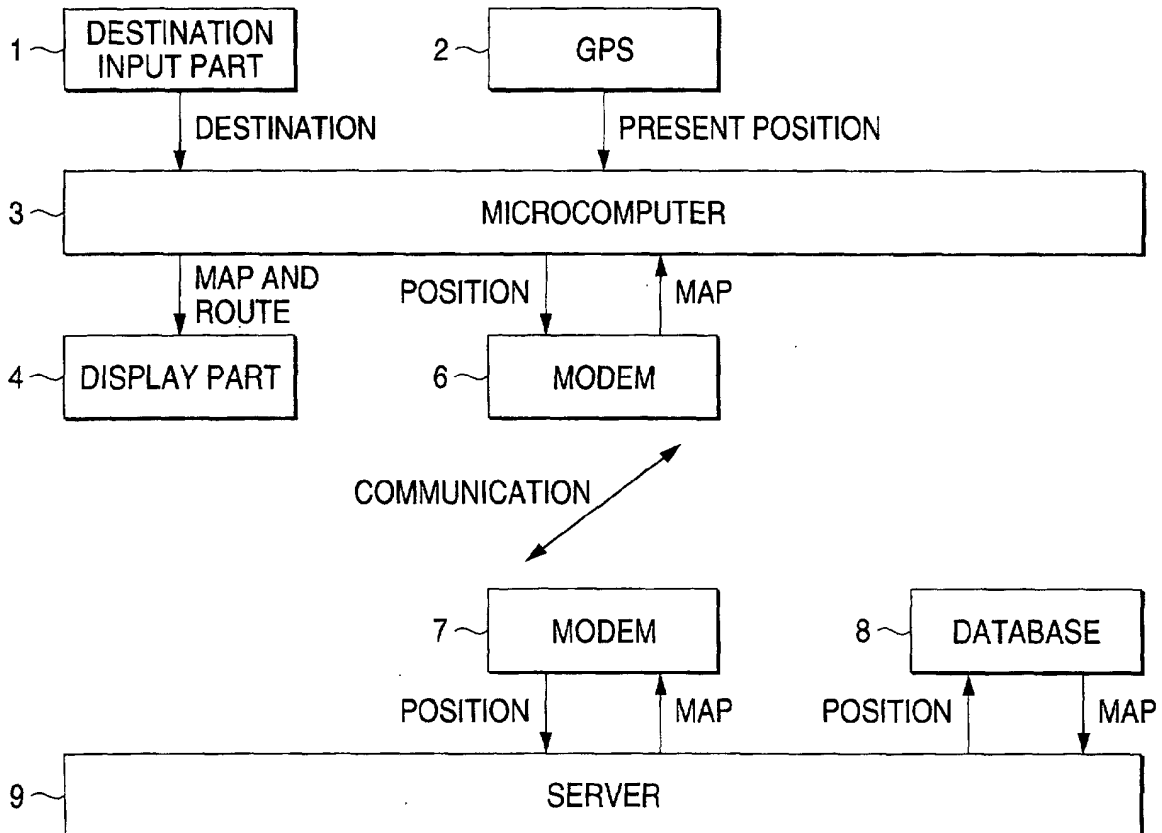 1 DESTINATION
INPUT PART
2 GPS
DESTINATION
PRESENT POSITION
3 MICROCOMPUTER
MAP AND
ROUTE
POSITION
MAP
4 DISPLAY PART
6 MODEM
COMMUNICATION
7 MODEM
8 DATABASE
POSITION
MAP
POSITION
MAP
9 SERVER